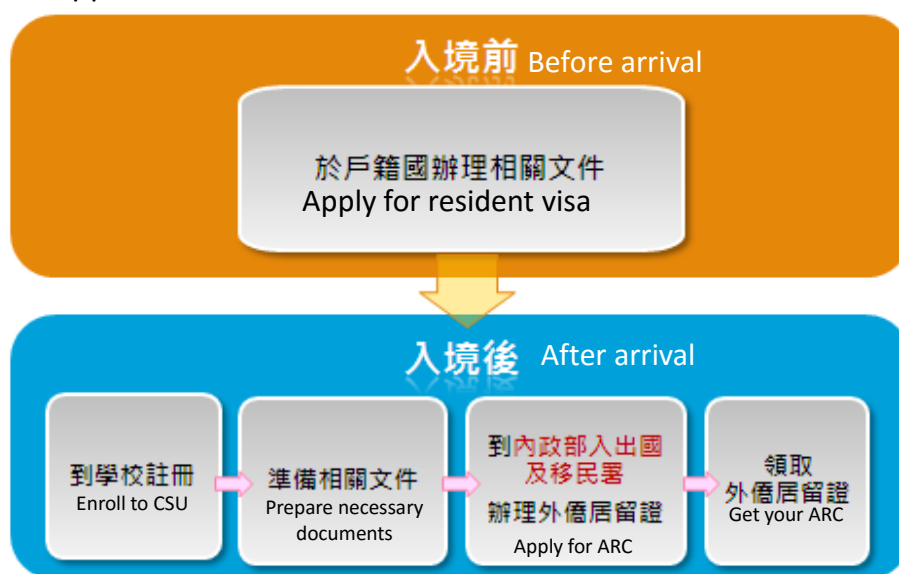 入境前 Before arrival
於戶籍國辦理相關文件
Apply for resident visa
入境後 After arrival
到學校註冊
Enroll to CSU
準備相關文件
Prepare necessary
documents
到內政部入出國
及移民署
辦理外僑居留證
Apply for ARC
領取
外僑居留證
Get your ARC